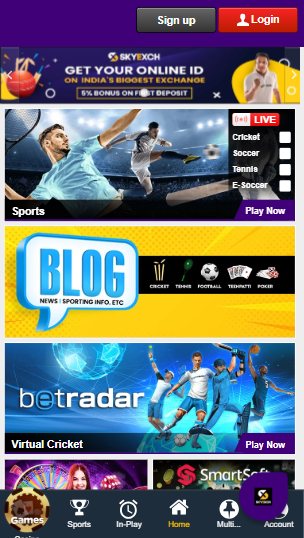 Sign up
Login
SKYEXCH
GET YOUR ONLINE ID
ON INDIA'S BIGGEST EXCHANGE
5% BONUS ON FIRST DEPOSIT
LIVE
Cricket
Soccer
Tennis
E-Soccer
Sports
Play Now
BLOG
NEWS | SPORTING INFO. ETC
CRICKET
TENNIS
FOOTBALL
TEENPATTI
POKER
betradar
Virtual Cricket
Play Now
SmartSoft
Games
Sports
In-Play
Home
Multi...
Account
SKYEXCH